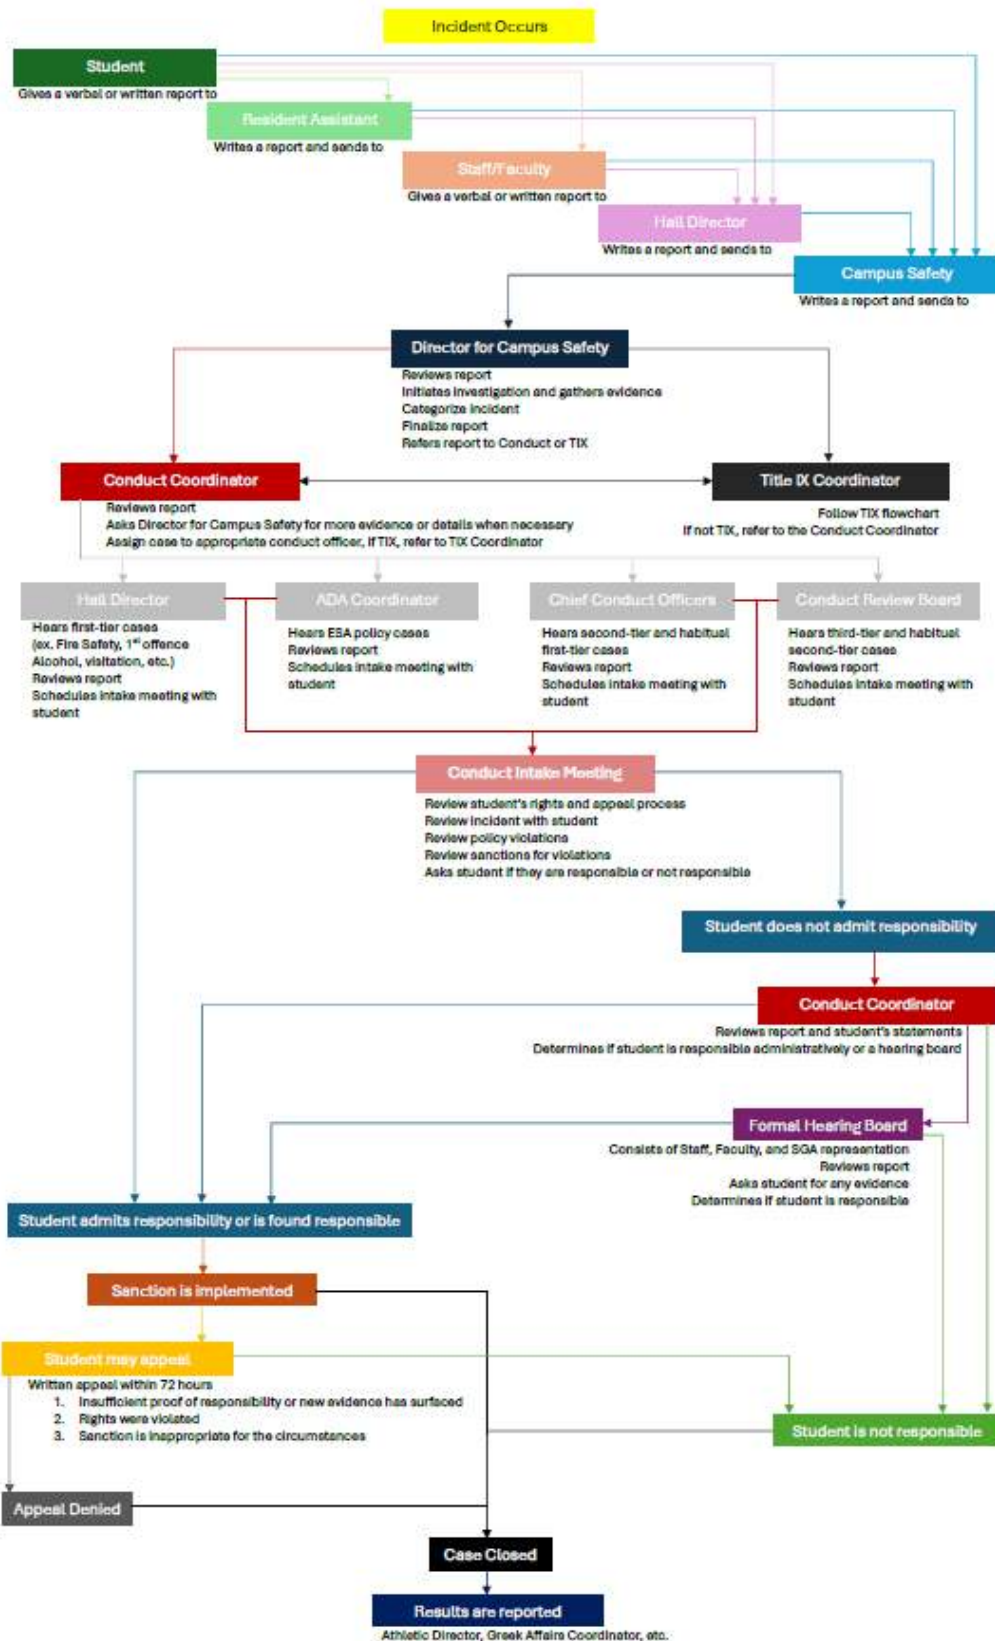 Incident Occurs
Student
Gives a verbal or written report to
Resident Assistant
Writes a report and sends to
Staff/Faculty
Gives a verbal or written report to
Hall Director
Writes a report and sends to
Campus Safety
Writes a report and sends to
Director for Campus Safety
Reviews report
Initiates investigation and gathers evidence
Categorize incident
Finalize report
Refers report to Conduct or TIX
Conduct Coordinator
Reviews report
Asks Director for Campus Safety for more evidence or details when necessary
Assign case to appropriate conduct officer, if TIX, refer to TIX Coordinator
Title IX Coordinator
Follow TIX flowchart
If not TIX, refer to the Conduct Coordinator
Hall Director
Hears first-tier cases
(ex. Fire Safety, 1st offence
Alcohol, visitation, etc.)
Reviews report
Schedules intake meeting with
student
ADA Coordinator
Hears ESA policy cases
Reviews report
Schedules intake meeting with
student
Chief Conduct Officers
Hears second-tier and habitual
first-tier cases
Reviews report
Schedules intake meeting with
student
Conduct Review Board
Hears third-tier and habitual
second-tier cases
Reviews report
Schedules intake meeting with
student
Conduct Intake Meeting
Review student's rights and appeal process
Review incident with student
Review policy violations
Review sanctions for violations
Asks student if they are responsible or not responsible
Student does not admit responsibility
Conduct Coordinator
Reviews report and student's statements
Determines if student is responsible administratively or a hearing board
Formal Hearing Board
Consists of Staff, Faculty, and SGA representation
Reviews report
Asks student for any evidence
Determines if student is responsible
Student admits responsibility or is found responsible
Sanction is implemented
Student may appeal
Written appeal within 72 hours
1. Insufficient proof of responsibility or new evidence has surfaced
2. Rights were violated
3. Sanction is inappropriate for the circumstances
Student is not responsible
Appeal Denied
Case Closed
Results are reported
Athletic Director, Greek Affairs Coordinator, etc.